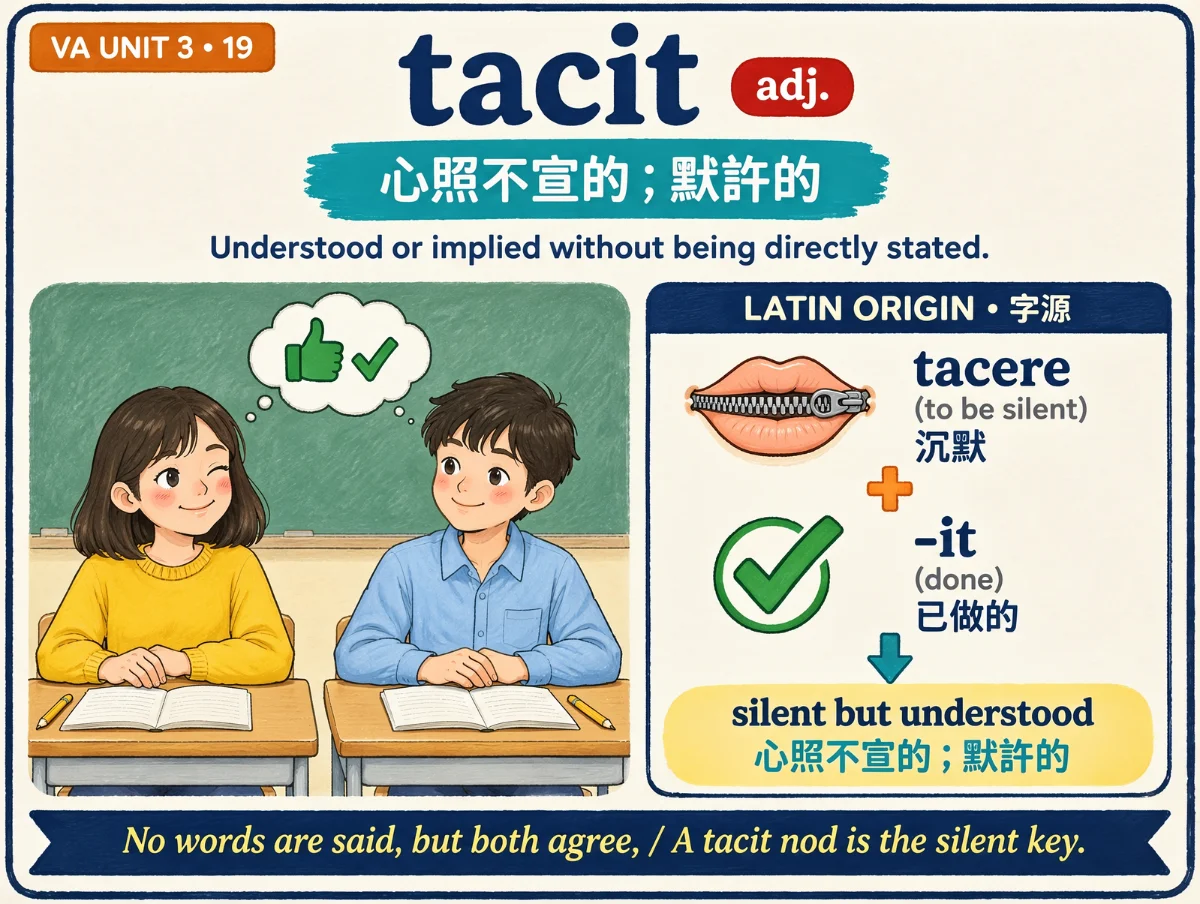 VA UNIT 3 • 19
tacit adj.
心照不宣的；默許的
Understood or implied without being directly stated.
LATIN ORIGIN • 字源
tacere
(to be silent)
沉默
-it
(done)
已做的
silent but understood
心照不宣的；默許的
No words are said, but both agree, / A tacit nod is the silent key.